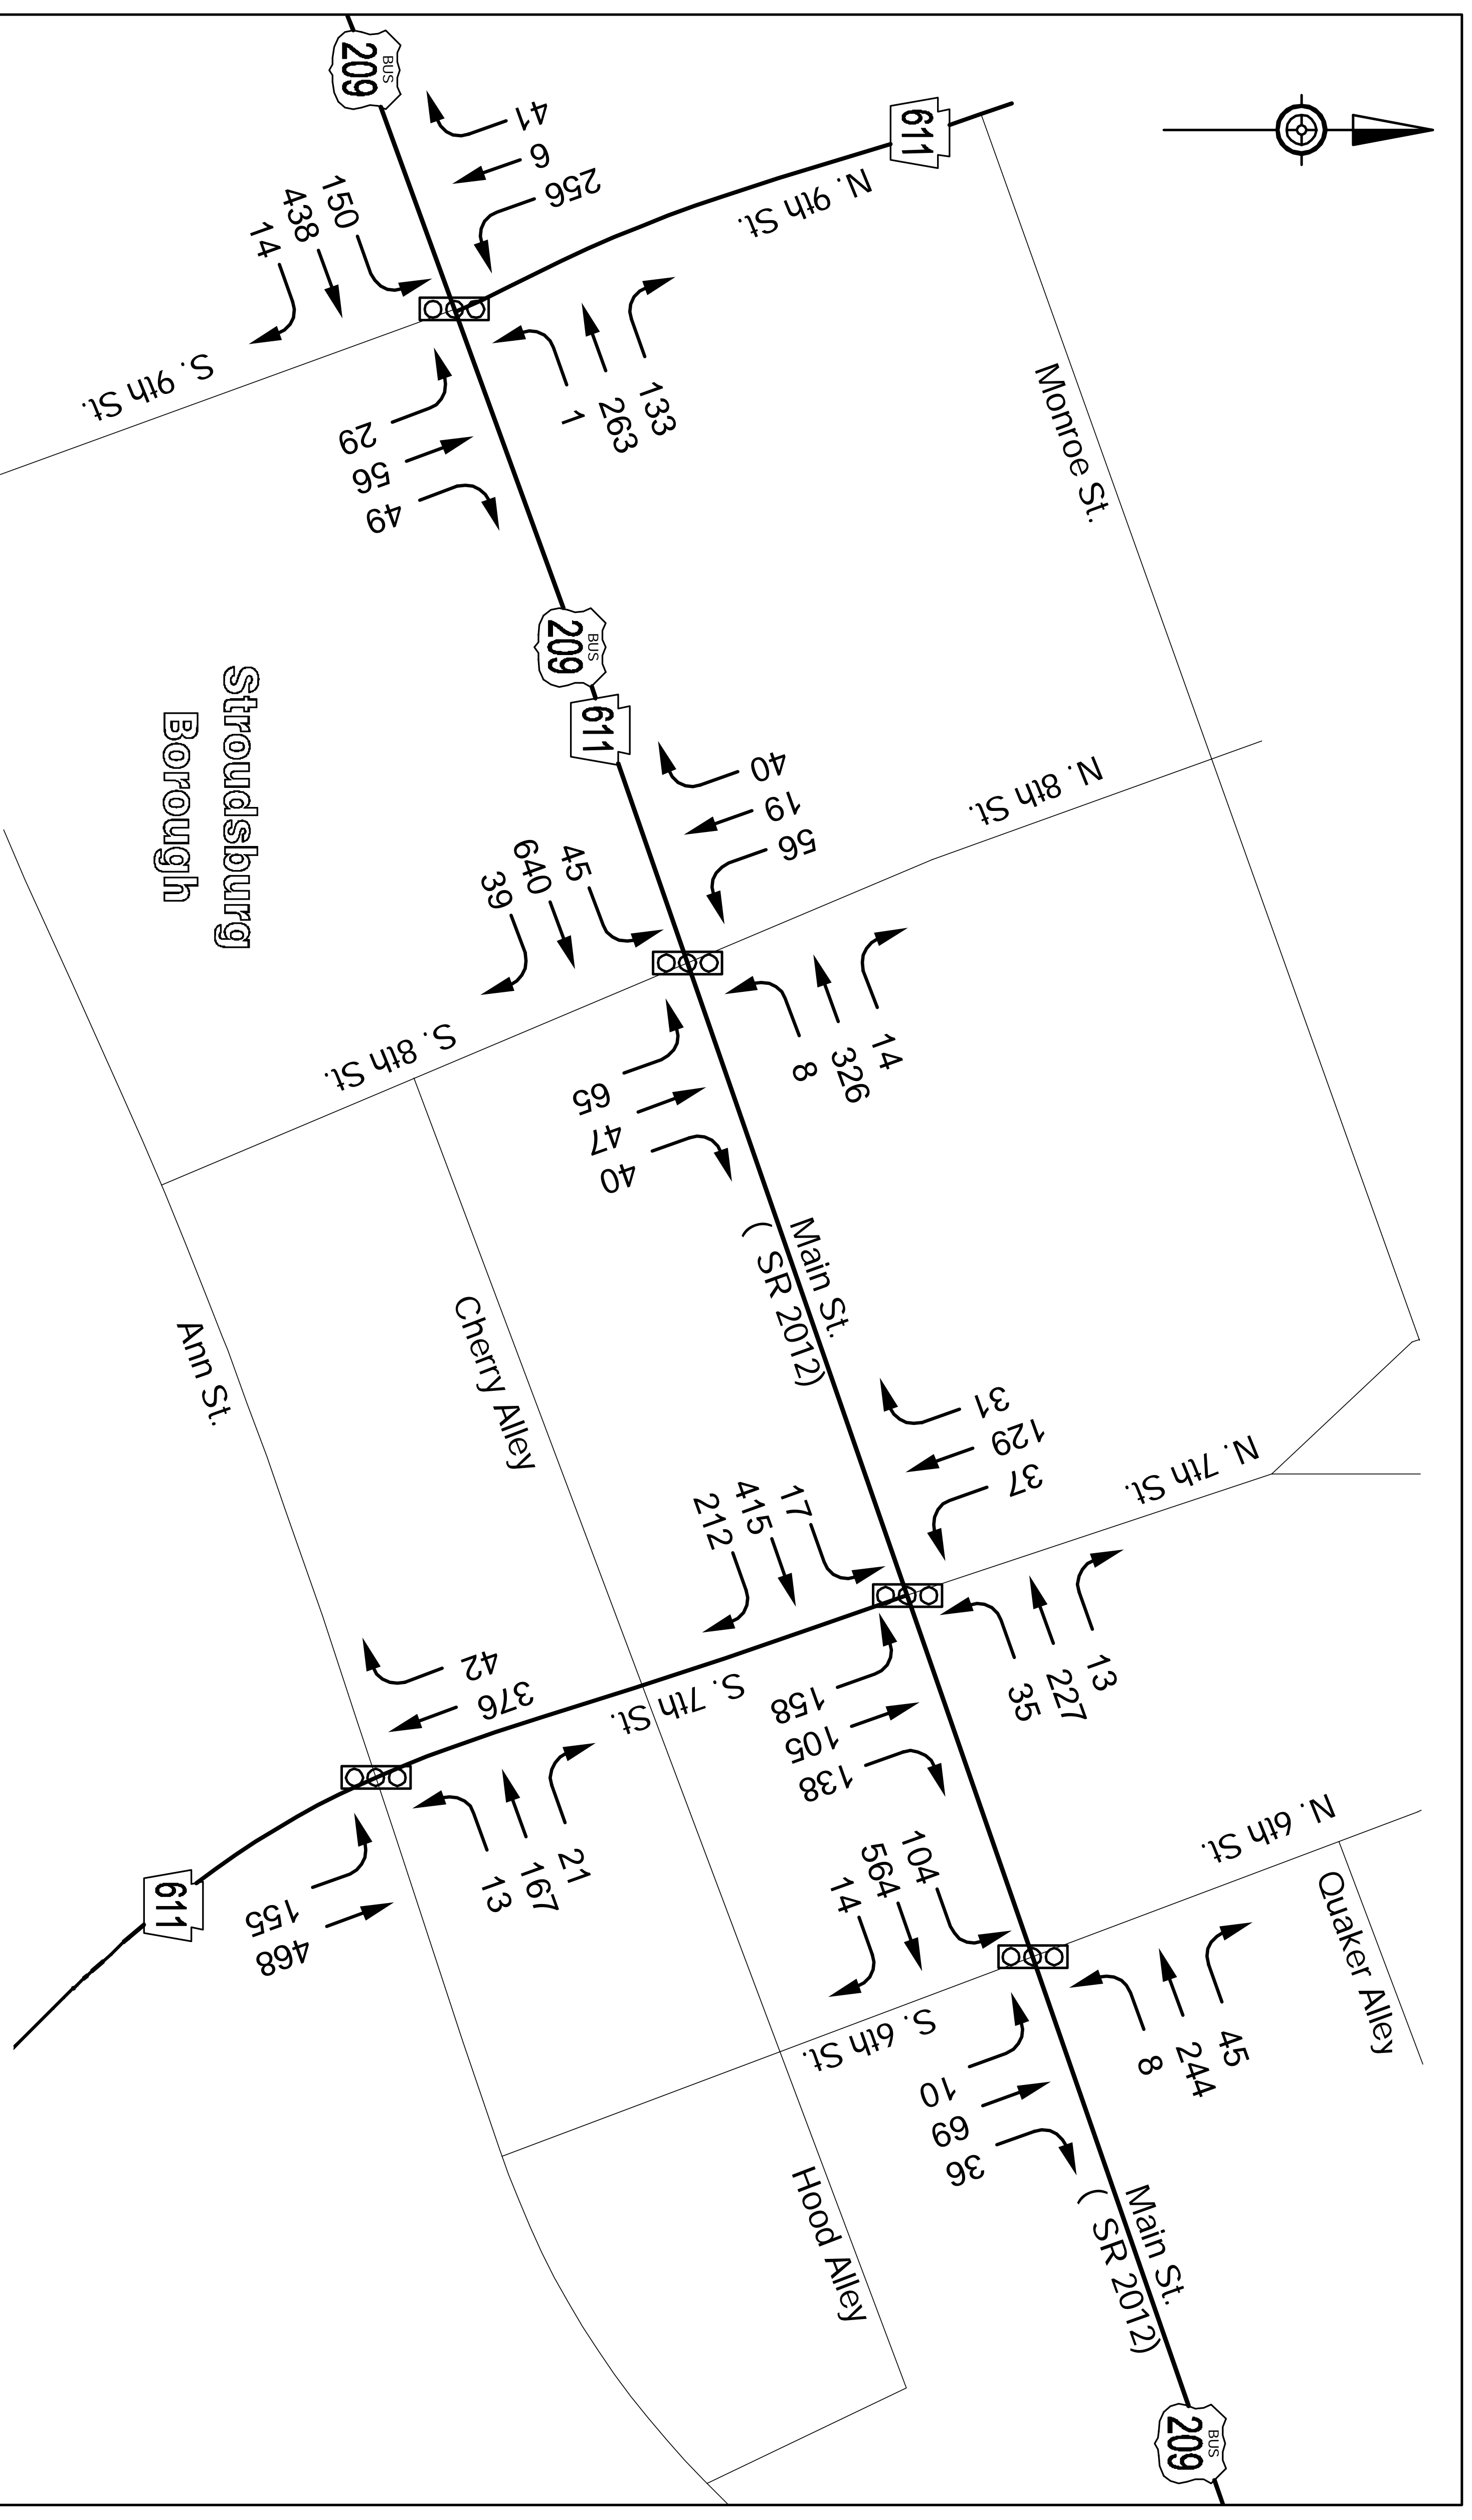 BUS
209
611
N. 9th St.
41
6
256
150
438
14
S. 9th St.
133
263
1
29
56
49
Monroe St.
BUS
209
611
Stroudsburg
Borough
N. 8th St.
40
19
56
45
640
39
S. 8th St.
14
326
8
65
47
40
Main St.
( SR 2012)
Cherry Alley
Ann St.
31
129
37
N. 7th St.
17
415
212
13
227
35
158
105
138
S. 7th St.
42
376
21
167
13
155
468
611
N. 6th St.
Quaker Alley
104
564
14
45
244
8
S. 6th St.
10
69
36
Hood Alley
Main St.
( SR 2012)
BUS
209